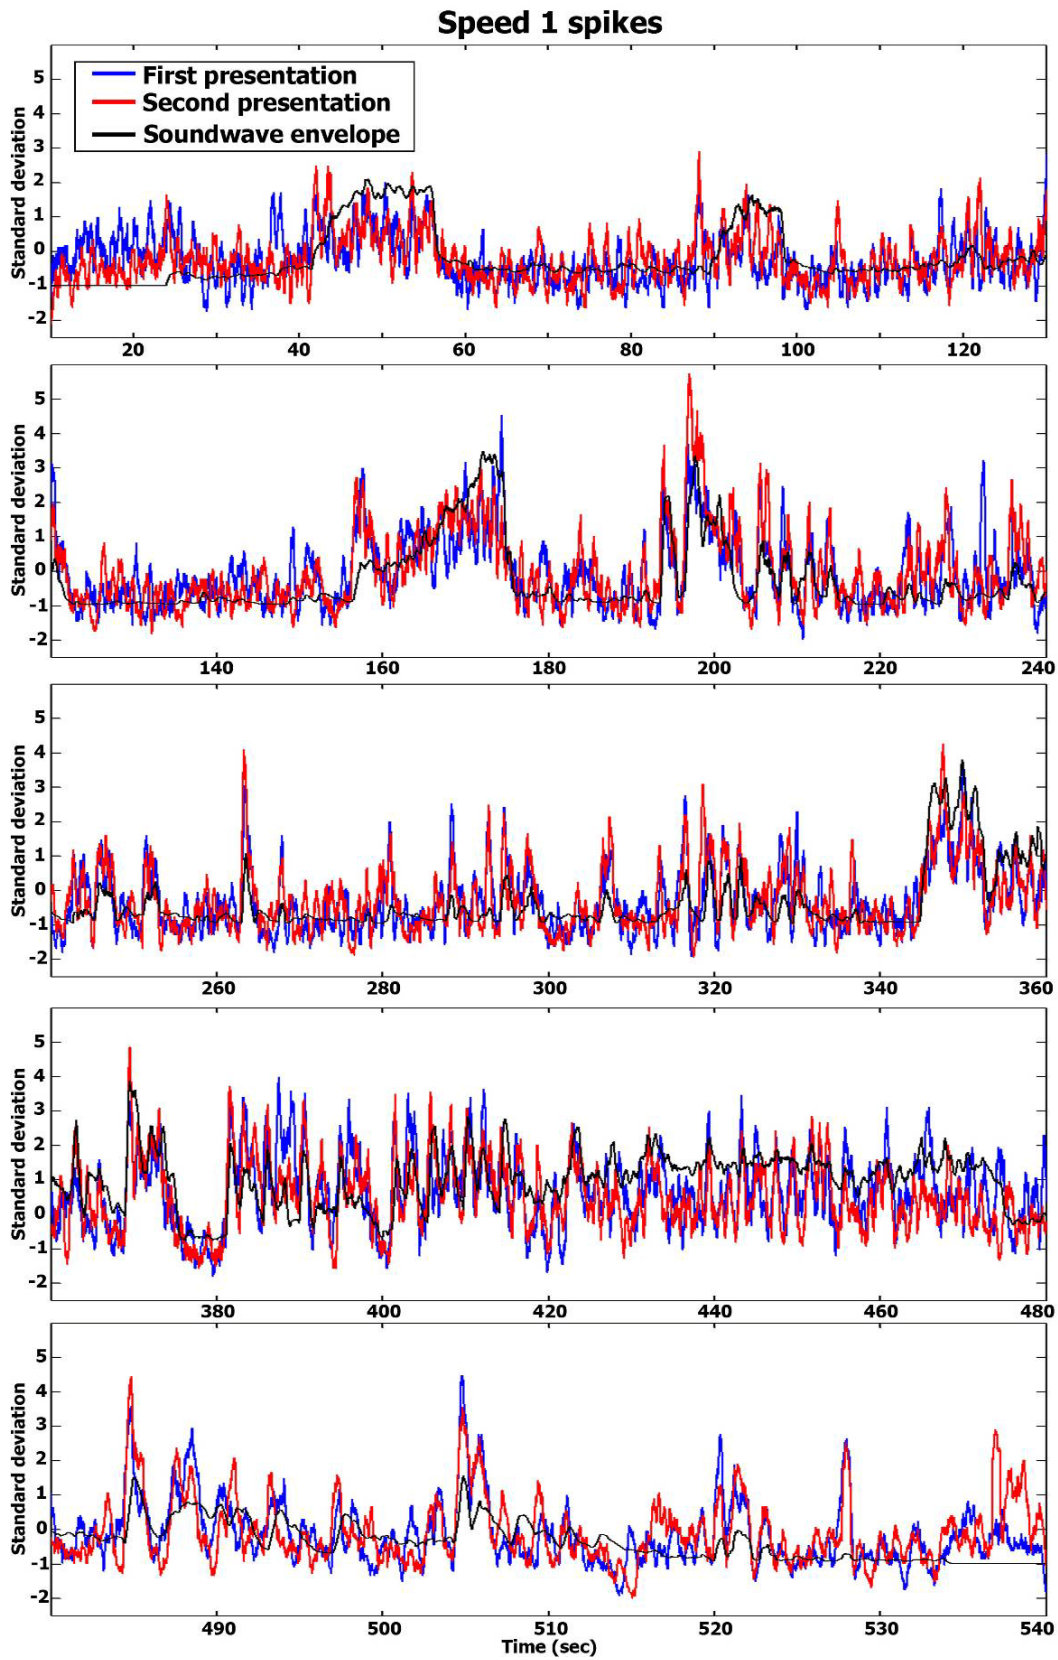 Speed 1 spikes
First presentation
Second presentation
Soundwave envelope
Standard deviation
5
4
3
2
1
0
-1
-2
20 40 60 80 100 120
Standard deviation
5
4
3
2
1
0
-1
-2
140 160 180 200 220 240
Standard deviation
5
4
3
2
1
0
-1
-2
260 280 300 320 340 360
Standard deviation
5
4
3
2
1
0
-1
-2
380 400 420 440 460 480
Standard deviation
5
4
3
2
1
0
-1
-2
490 500 510 520 530 540
Time (sec)